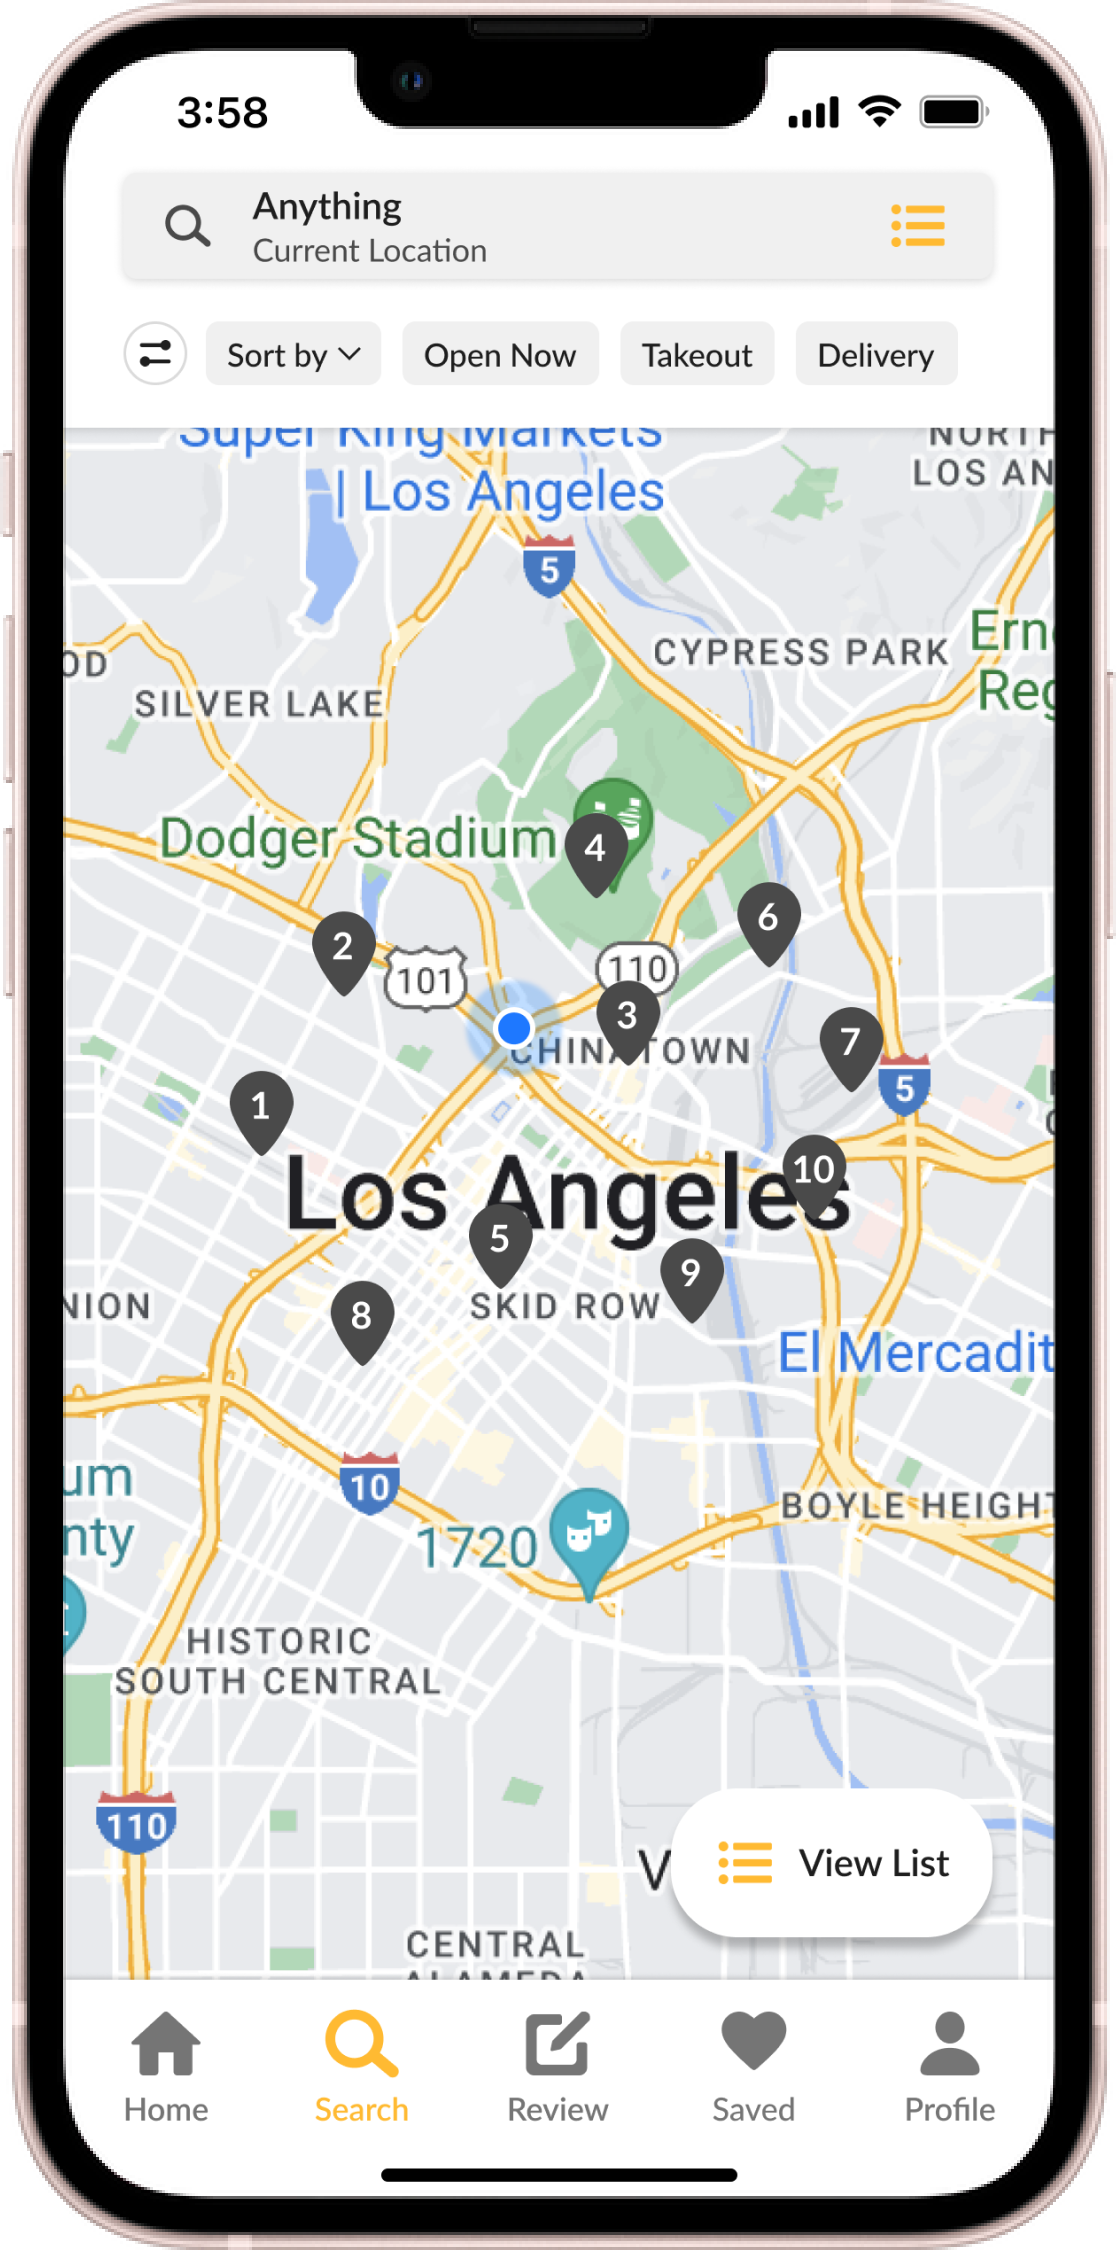 3:58
Anything
Current Location
Sort by
Open Now
Takeout
Delivery
Super King Markets
| Los Angeles
NORTH
LOS AN
5
CYPRESS PARK
Erne
Reg
OD
SILVER LAKE
Dodger Stadium
4
6
2
101
110
3
CHINATOWN
7
5
1
Los Angeles
10
5
9
NION
SKID ROW
8
El Mercadit
um
nty
10
1720
BOYLE HEIGHT
HISTORIC
SOUTH CENTRAL
110
V
View List
CENTRAL
ALAMEDA
Home
Search
Review
Saved
Profile